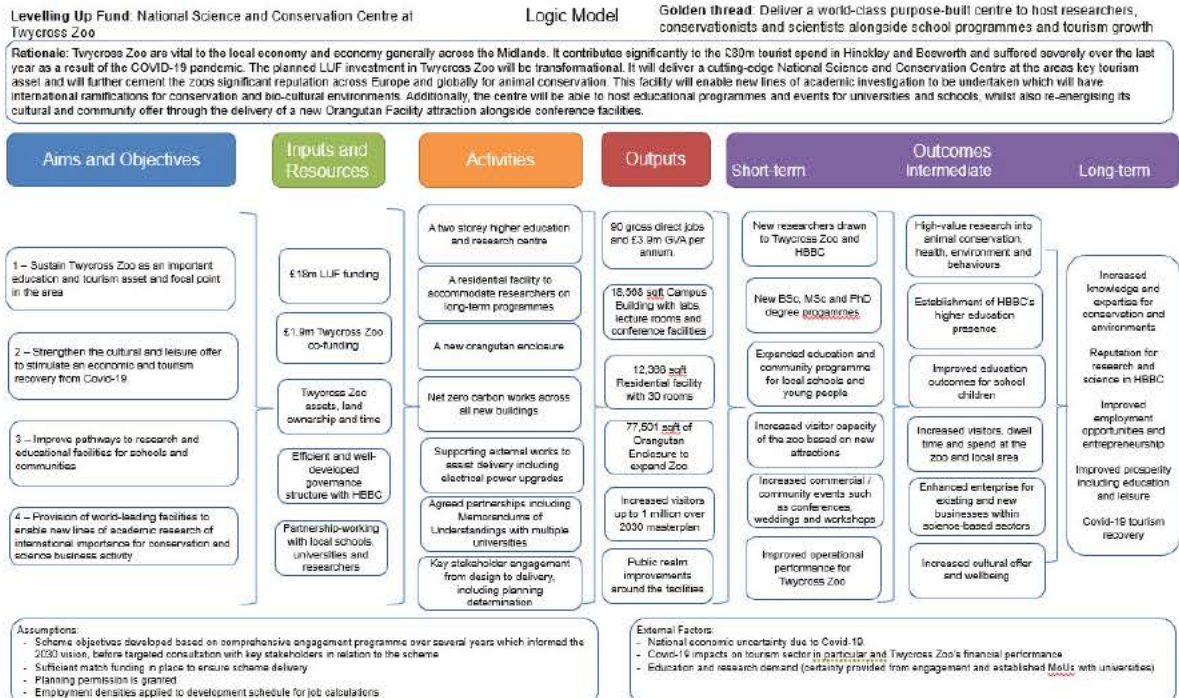 Levelling Up Fund: National Science and Conservation Centre at
Twycross Zoo
Logic Model
Golden thread: Deliver a world-class purpose-built centre to host researchers,
conservationists and scientists alongside school programmes and tourism growth
Rationale: Twycross Zoo are vital to the local economy and economy generally across the Midlands. It contributes significantly to the £80m tourist spend in Hinckley and Bosworth and suffered severely over the last
year as a result of the COVID-19 pandemic. The planned LUF investment in Twycross Zoo will be transformational. It will deliver a cutting-edge National Science and Conservation Centre at the areas key tourism
asset and will further cement the zoos significant reputation across Europe and globally for animal conservation. This facility will enable new lines of academic investigation to be undertaken which will have
international ramifications for conservation and bio-cultural environments. Additionally, the centre will be able to host educational programmes and events for universities and schools, whilst also re-energising its
cultural and community offer through the delivery of a new Orangutan Facility attraction alongside conference facilities.
Aims and Objectives
1 – Sustain Twycross Zoo as an important
education and tourism asset and focal point
in the area
2 – Strengthen the cultural and leisure offer
to stimulate an economic and tourism
recovery from Covid-19
3 – Improve pathways to research and
educational facilities for schools and
communities
4 – Provision of world-leading facilities to
enable new lines of academic research of
international importance for conservation and
science business activity
Inputs and
Resources
£18m LUF funding
£1.9m Twycross Zoo
co-funding
Twycross Zoo
assets, land
ownership and time
Efficient and well-
developed
governance
structure with HBBC
Partnership-working
with local schools,
universities and
researchers
Activities
A two storey higher education
and research centre
A residential facility to
accommodate researchers on
long-term programmes
A new orangutan enclosure
Net zero carbon works across
all new buildings
Supporting external works to
assist delivery including
electrical power upgrades
Agreed partnerships including
Memorandums of
Understandings with multiple
universities
Key stakeholder engagement
from design to delivery,
including planning
determination
Outputs
90 gross direct jobs
and £3.9m GVA per
annum.
18,568 sqft Campus
Building with labs,
lecture rooms and
conference facilities
sqft
Residential facility
with 30 rooms
77,501 sqft of
Orangutan
Enclosure to
expand Zoo
Increased visitors
up to 1 million over
2030 masterplan
Public realm
improvements
around the facilities
Outcomes
Short-term
Intermediate
Long-term
New researchers drawn
to Twycross Zoo and
HBBC
New BSc, MSc and PhD
degree progammes
Expanded education and
community programme
for local schools and
young people
Increased visitor capacity
of the zoo based on new
attractions
Increased commercial /
community events such
as conferences,
weddings and workshops
Improved operational
performance for
Twycross Zoo
High-value research into
animal conservation,
health, environment and
behaviours
Establishment of HBBC's
higher education
presence
Improved education
outcomes for school
children
Increased visitors, dwell
time and spend at the
zoo and local area
Enhanced enterprise for
existing and new
businesses within
science-based sectors
Increased cultural offer
and wellbeing
Increased
knowledge and
expertise for
conservation and
environments
Reputation for
research and
science in HBBC
Improved
employment
opportunities and
entrepreneurship
Improved prosperity
including education
and leisure
Covid-19 tourism
recovery
Assumptions:
- Scheme objectives developed based on comprehensive engagement programme over several years which informed the
2030 vision, before targeted consultation with key stakeholders in relation to the scheme
- Sufficient match funding in place to ensure scheme delivery
- Planning permission is granted
- Employment densities applied to development schedule for job calculations
External Factors:
- National economic uncertainty due to Covid-19
- Covid-19 impacts on tourism sector in particular and Twycross Zoo's financial performance
- Education and research demand (certainty provided from engagement and established MoUs with universities)